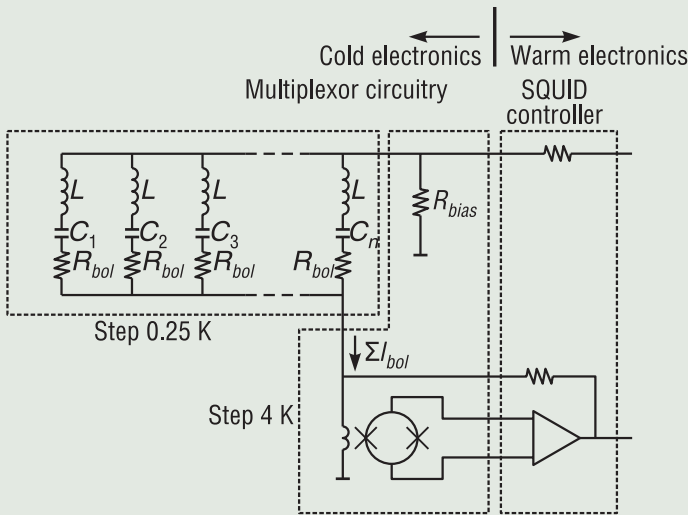 Cold electronics
Warm electronics
Multiplexor circuitry
SQUID
controller
L
L
L
L
C1
C2
C3
Cn
Rbol
Rbol
Rbol
Rbol
Rbias
Step 0.25 K
ΣIbol
Step 4 K